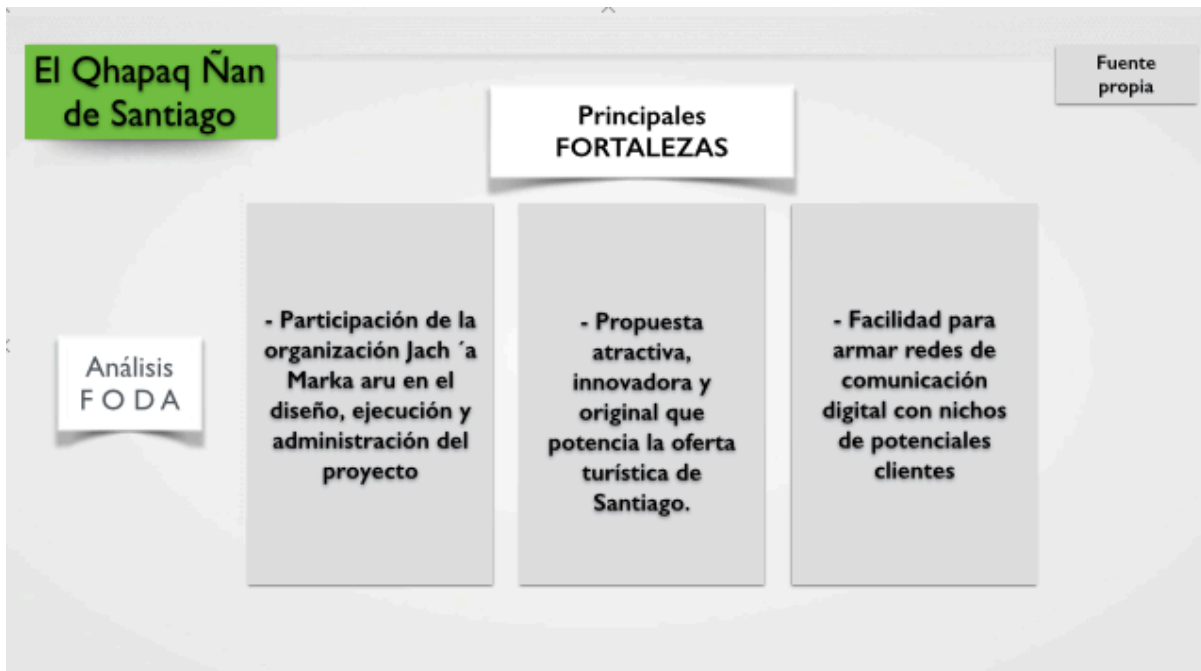 El Qhapaq Ñan
de Santiago
Fuente
propia
Principales
FORTALEZAS
Análisis
F O D A
- Participación de la
organización Jach ´a
Marka aru en el
diseño, ejecución y
administración del
proyecto
- Propuesta
atractiva,
innovadora y
original que
potencia la oferta
turística de
Santiago.
- Facilidad para
armar redes de
comunicación
digital con nichos
de potenciales
clientes